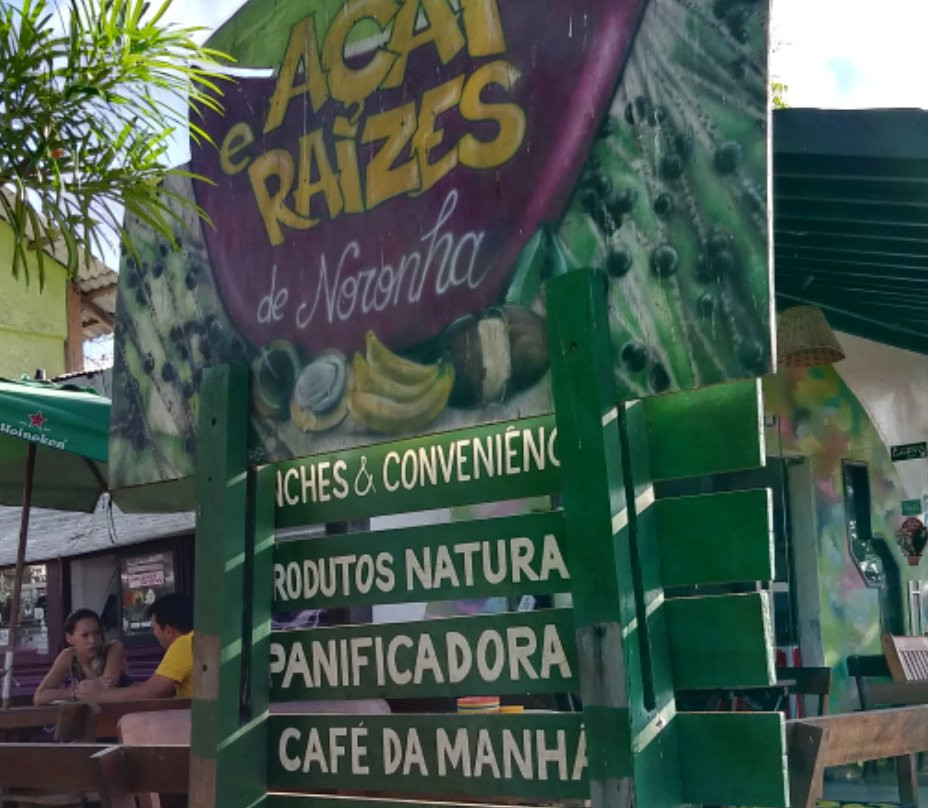 AÇAÍ
e RAÍZES
de Noronha
NCHES & CONVENIÊNC
RODUTOS NATURA
PANIFICADORA
CAFÉ DA MANHÃ
Heineken